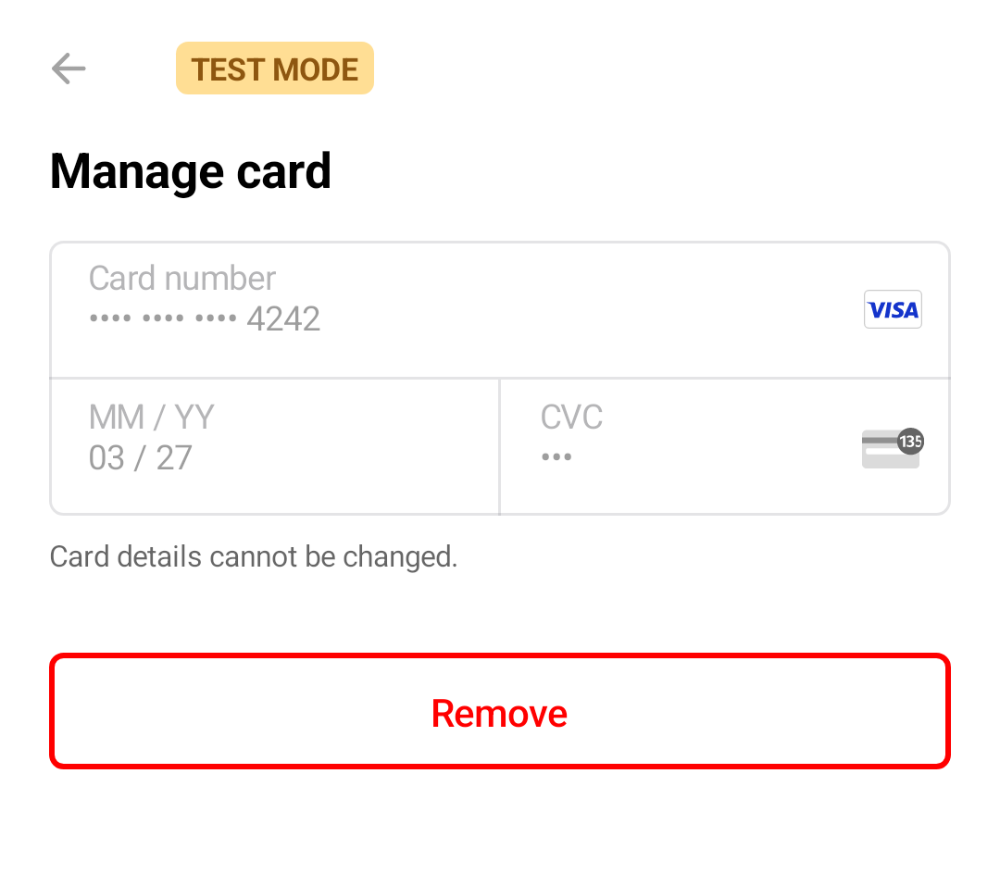 TEST MODE
Manage card
Card number
•••• •••• •••• 4242
VISA
MM / YY
03 / 27
CVC
•••
135
Card details cannot be changed.
Remove